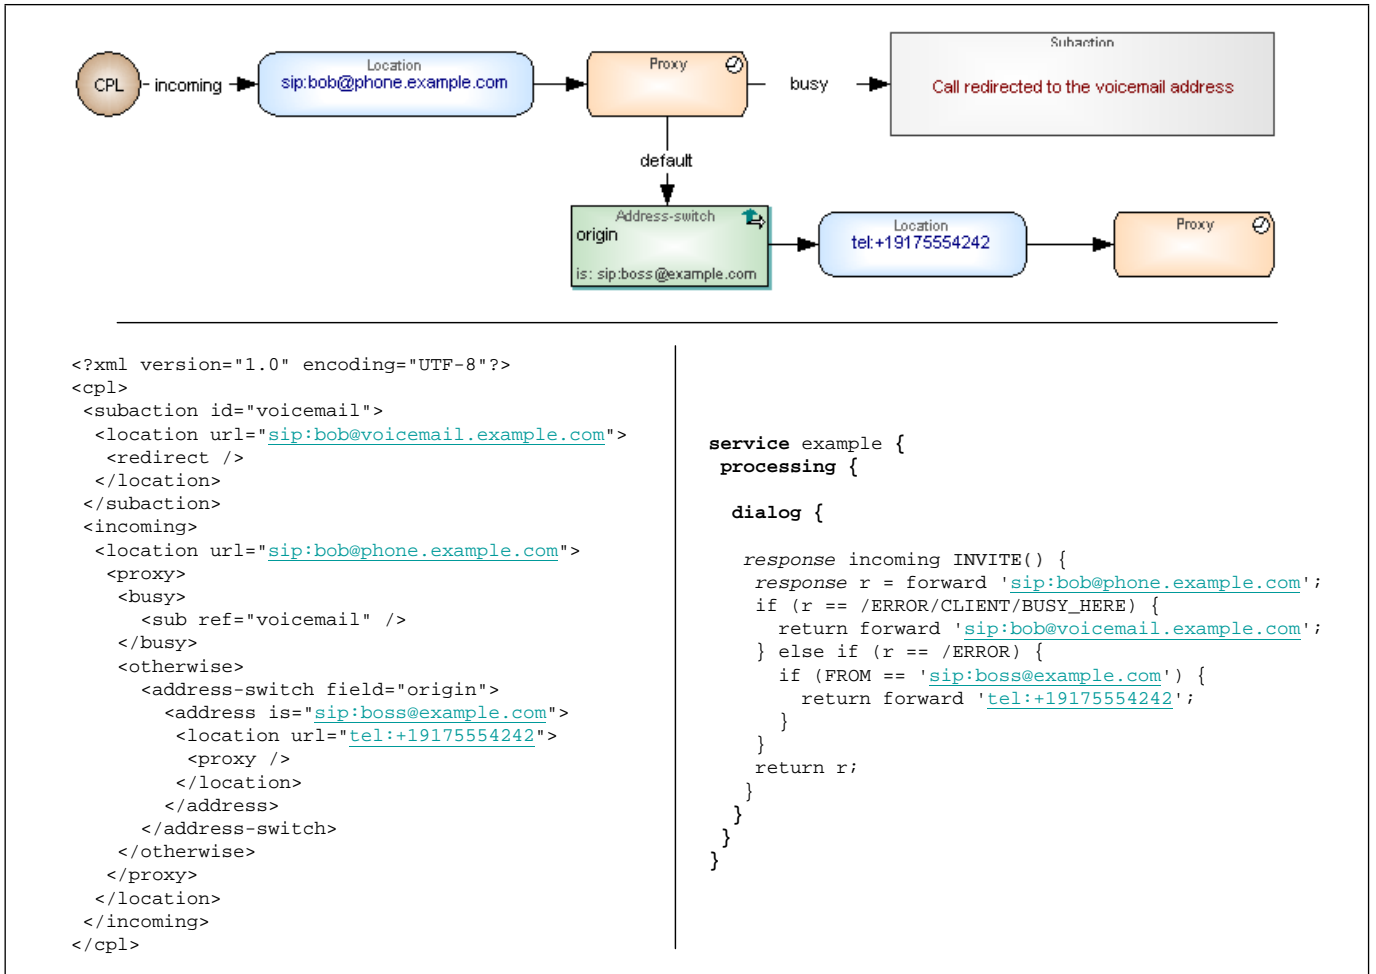 CPL
incoming
Location
sip:bob@phone.example.com
Proxy
busy
Subaction
Call redirected to the voicemail address
default
Address-switch
origin
is: sip:boss@example.com
Location
tel:+19175554242
Proxy
<?xml version="1.0" encoding="UTF-8"?>
<cpl>
<subaction id="voicemail">
<location url="sip:bob@voicemail.example.com">
<redirect />
</location>
</subaction>
<incoming>
<location url="sip:bob@phone.example.com">
<proxy>
<busy>
<sub ref="voicemail" />
</busy>
<otherwise>
<address-switch field="origin">
<address is="sip:boss@example.com">
<location url="tel:+19175554242">
<proxy />
</location>
</address>
</address-switch>
</otherwise>
</proxy>
</location>
</incoming>
</cpl>
service example {
processing {
dialog {
response incoming INVITE() {
response r = forward 'sip:bob@phone.example.com';
if (r == /ERROR/CLIENT/BUSY_HERE) {
return forward 'sip:bob@voicemail.example.com';
} else if (r == /ERROR) {
if (FROM == 'sip:boss@example.com') {
return forward 'tel:+19175554242';
}
}
return r;
}
}
}
}